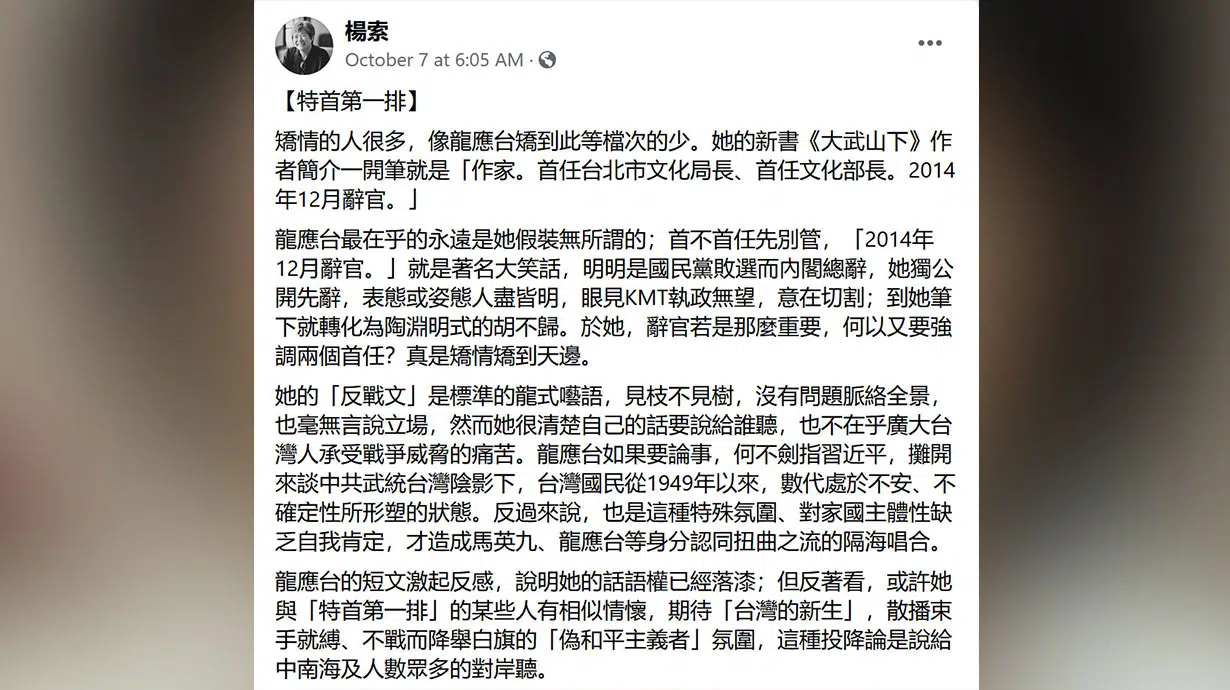 楊索
October 7 at 6:05 AM ·
【特首第一排】
矯情的人很多，像龍應台矯到此等檔次的少。她的新書《大武山下》作
者簡介一開筆就是「作家。首任台北市文化局長、首任文化部長。2014
年12月辭官。」
龍應台最在乎的永遠是她假裝無所謂的；首不首任先別管，「2014年
12月辭官。」就是著名大笑話，明明是國民黨敗選而內閣總辭，她獨公
開先辭，表態或姿態人盡皆明，眼見KMT執政無望，意在切割；到她筆
下就轉化為陶淵明式的胡不歸。於她，辭官若是那麼重要，何以又要強
調兩個首任？真是矯情矯到天邊。
她的「反戰文」是標準的龍式囈語，見枝不見樹，沒有問題脈絡全景，
也毫無言說立場，然而她很清楚自己的話要說給誰聽，也不在乎廣大台
灣人承受戰爭威脅的痛苦。龍應台如果要論事，何不劍指習近平，攤開
來談中共武統台灣陰影下，台灣國民從1949年以來，數代處於不安、不
確定性所形塑的狀態。反過來說，也是這種特殊氛圍、對家國主體性缺
乏自我肯定，才造成馬英九、龍應台等身分認同扭曲之流的隔海唱合。
龍應台的短文激起反感，說明她的話語權已經落漆；但反著看，或許她
與「特首第一排」的某些人有相似情懷，期待「台灣的新生」，散播束
手就縛、不戰而降舉白旗的「偽和平主義者」氛圍，這種投降論是說給
中南海及人數眾多的對岸聽。